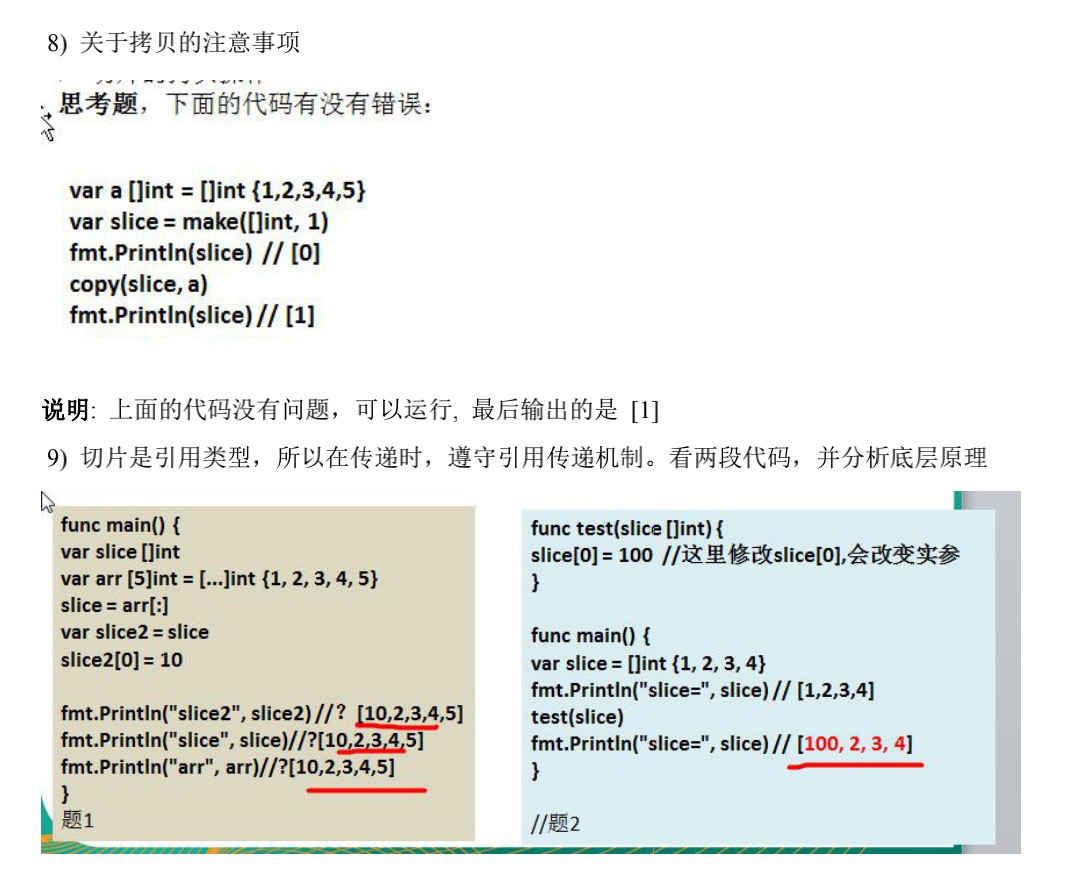 8) 关于拷贝的注意事项
思考题，下面的代码有没有错误：
var a []int = []int {1,2,3,4,5}
var slice = make([]int, 1)
fmt.Println(slice) // [0]
copy(slice, a)
fmt.Println(slice) // [1]
说明: 上面的代码没有问题，可以运行, 最后输出的是 [1]
9) 切片是引用类型，所以在传递时，遵守引用传递机制。看两段代码，并分析底层原理
func main() {
var slice []int
var arr [5]int = [...]int {1, 2, 3, 4, 5}
slice = arr[:]
var slice2 = slice
slice2[0] = 10
fmt.Println("slice2", slice2) //？ [10,2,3,4,5]
fmt.Println("slice", slice)//?[10,2,3,4,5]
fmt.Println("arr", arr)//?[10,2,3,4,5]
}
题1
func test(slice []int) {
slice[0] = 100 //这里修改slice[0],会改变实参
}
func main() {
var slice = []int {1, 2, 3, 4}
fmt.Println("slice=", slice) // [1,2,3,4]
test(slice)
fmt.Println("slice=", slice) // [100, 2, 3, 4]
}
//题2